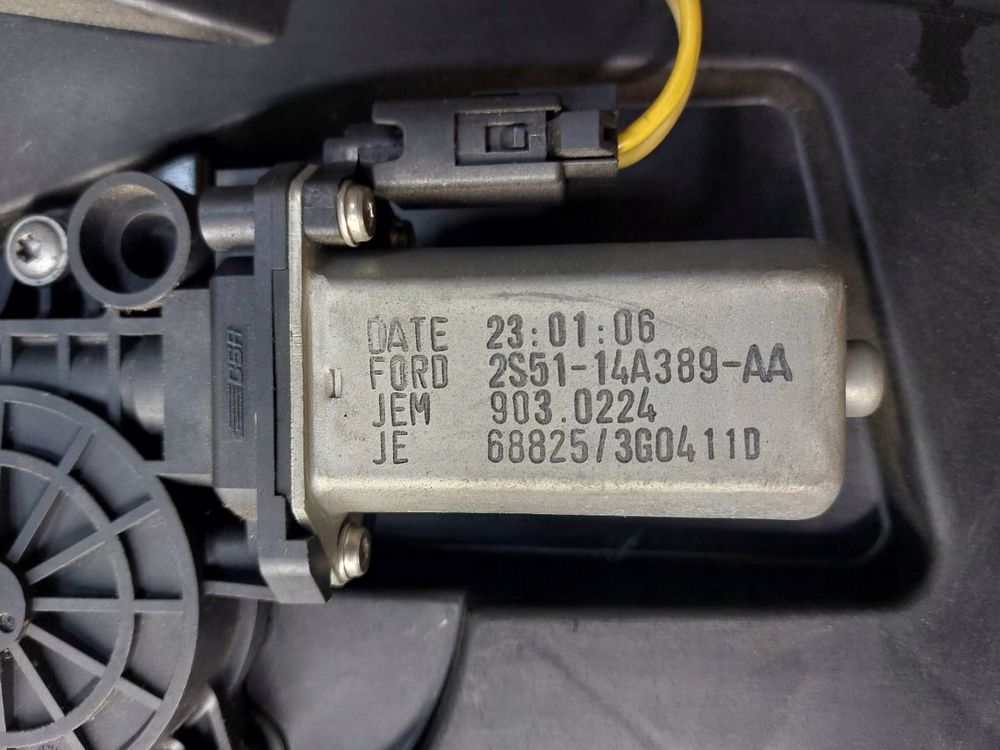 DATE 23:01:06
FORD 2S51-14A389-AA
JEM 903.0224
JE 68825/3G0411D